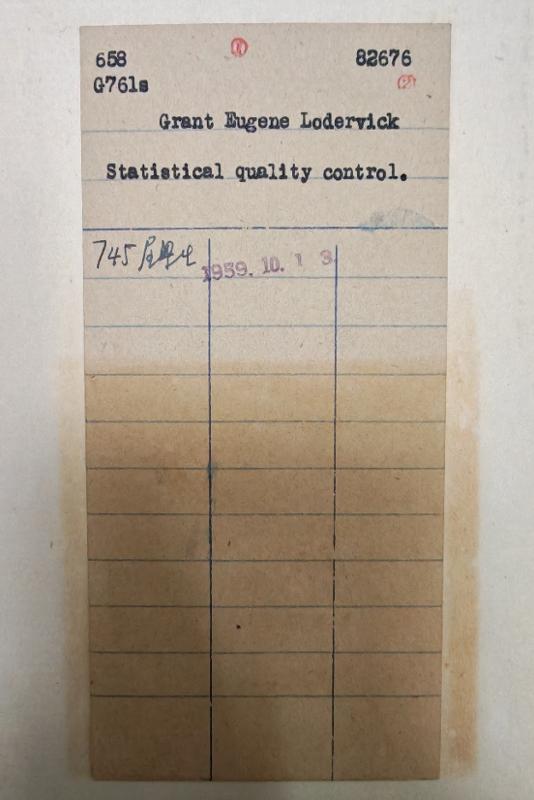 658 82676
G761s
Grant Eugene Lodervick
Statistical quality control.
745
1959. 10. 1 3